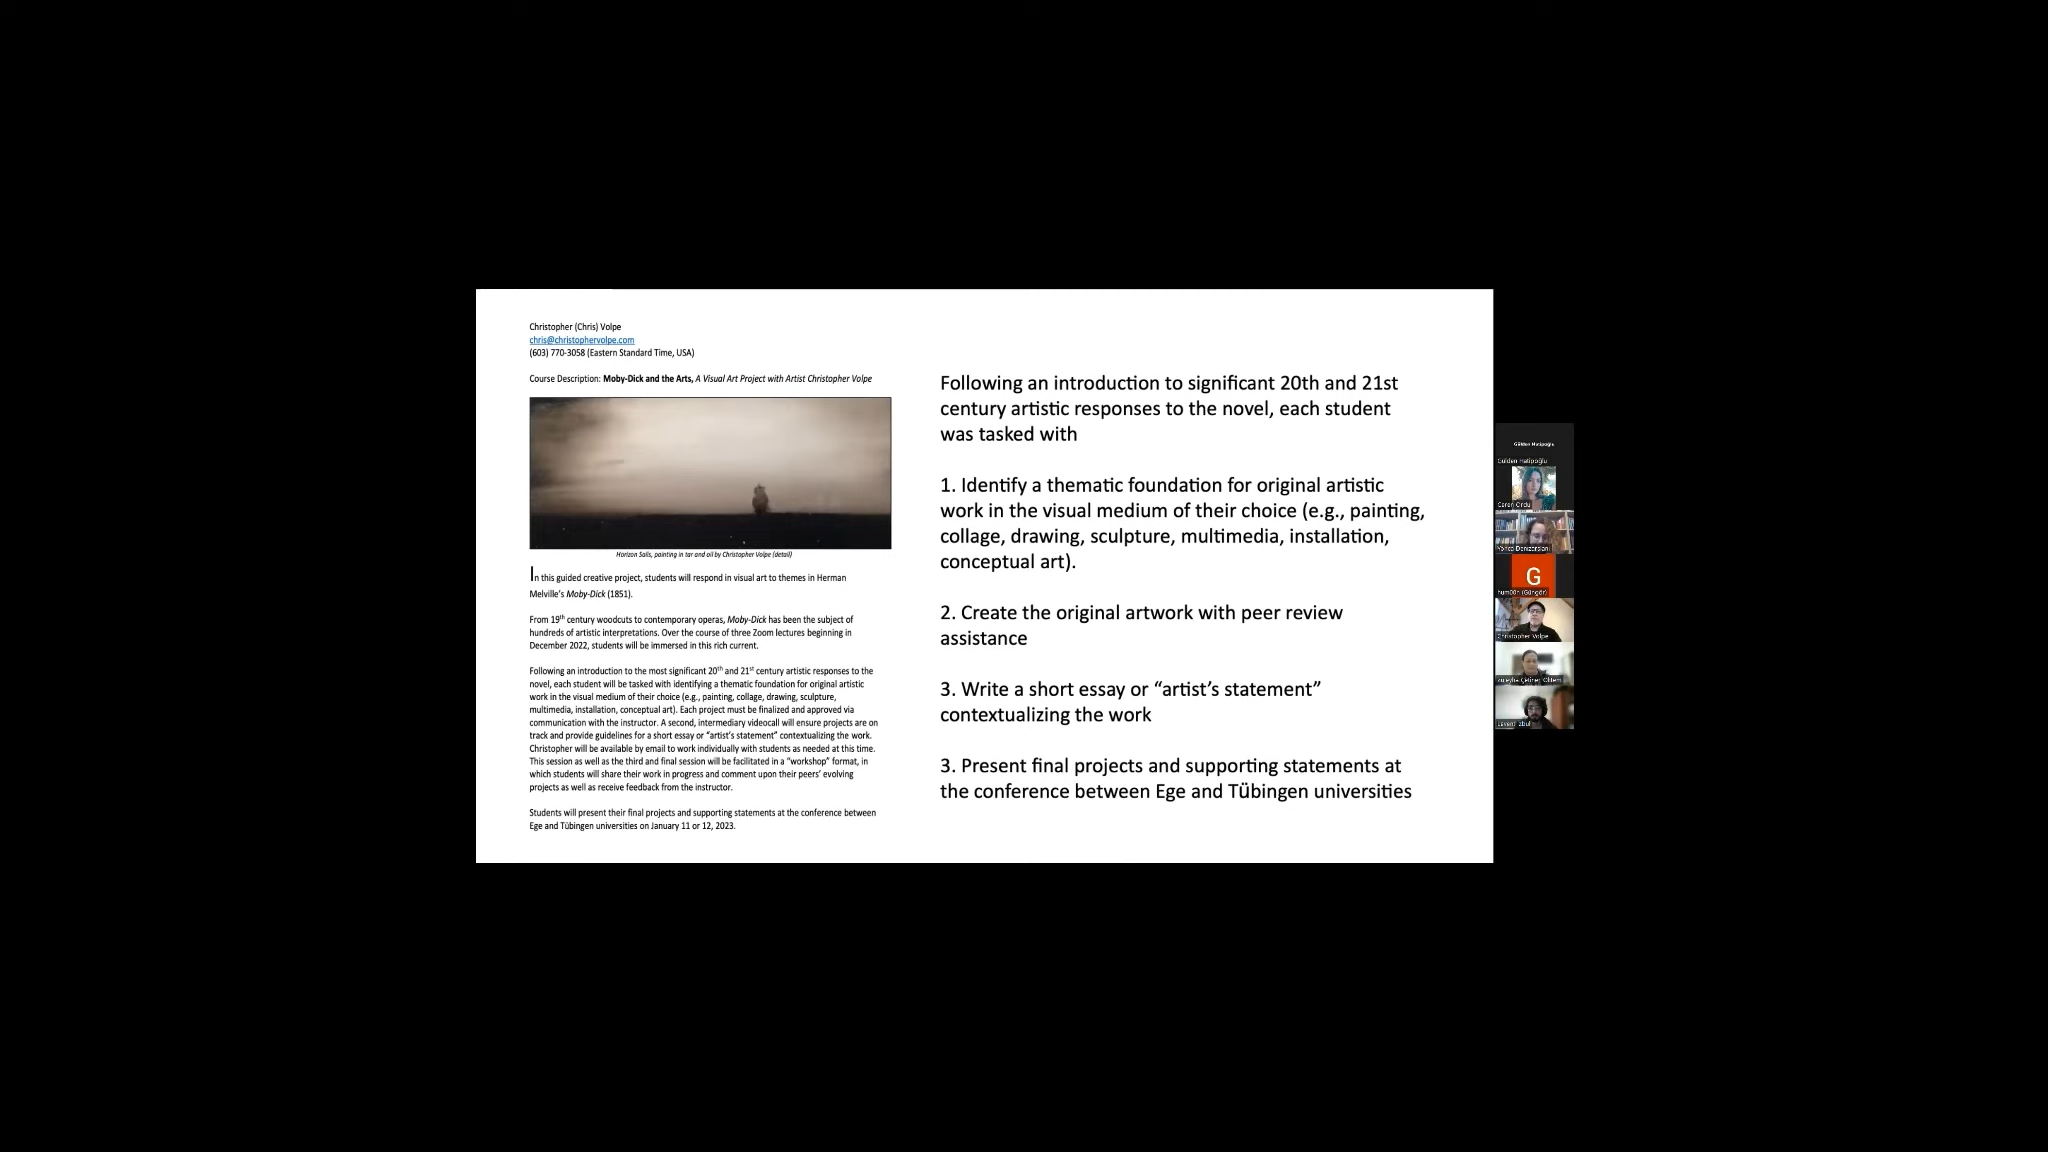 Christopher (Chris) Volpe
chris@christophervolpe.com
(603) 770-3058 (Eastern Standard Time, USA)
Course Description: Moby-Dick and the Arts, A Visual Art Project with Artist Christopher Volpe
Horizon Sails, painting in tar and oil by Christopher Volpe (detail)
In this guided creative project, students will respond in visual art to themes in Herman
Melville's Moby-Dick (1851).
From 19th century woodcuts to contemporary operas, Moby-Dick has been the subject of
hundreds of artistic interpretations. Over the course of three Zoom lectures beginning in
December 2022, students will be immersed in this rich current.
Following an introduction to the most significant 20th and 21st century artistic responses to the
novel, each student will be tasked with identifying a thematic foundation for original artistic
work in the visual medium of their choice (e.g., painting, collage, drawing, sculpture,
multimedia, installation, conceptual art). Each project must be finalized and approved via
communication with the instructor. A second, intermediary videocall will ensure projects are on
track and provide guidelines for a short essay or “artist’s statement” contextualizing the work.
Christopher will be available by email to work individually with students as needed at this time.
This session as well as the third and final session will be facilitated in a “workshop” format, in
which students will share their work in progress and comment upon their peers’ evolving
projects as well as receive feedback from the instructor.
Students will present their final projects and supporting statements at the conference between
Ege and Tübingen universities on January 11 or 12, 2023.
Following an introduction to significant 20th and 21st
century artistic responses to the novel, each student
was tasked with
1. Identify a thematic foundation for original artistic
work in the visual medium of their choice (e.g., painting,
collage, drawing, sculpture, multimedia, installation,
conceptual art).
2. Create the original artwork with peer review
assistance
3. Write a short essay or “artist’s statement”
contextualizing the work
3. Present final projects and supporting statements at
the conference between Ege and Tübingen universities
Gülden Hatipoğlu
Gülden Hatipoğlu
Ceren Ordu
Yonca Denizarslani
G
hum00h (Güngör)
Christopher Volpe